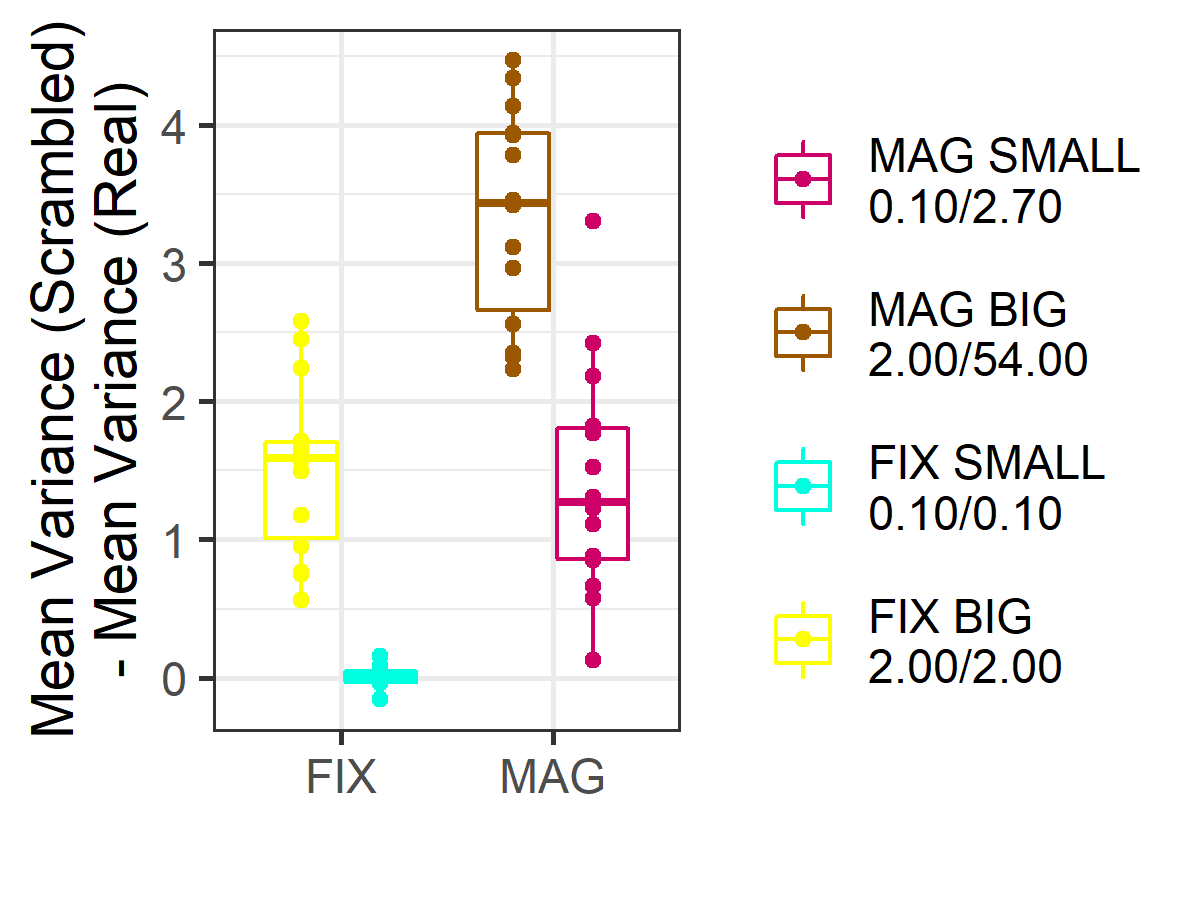 Mean Variance (Scrambled)
- Mean Variance (Real)
4
3
2
1
0
FIX
MAG
MAG SMALL
0.10/2.70
MAG BIG
2.00/54.00
FIX SMALL
0.10/0.10
FIX BIG
2.00/2.00